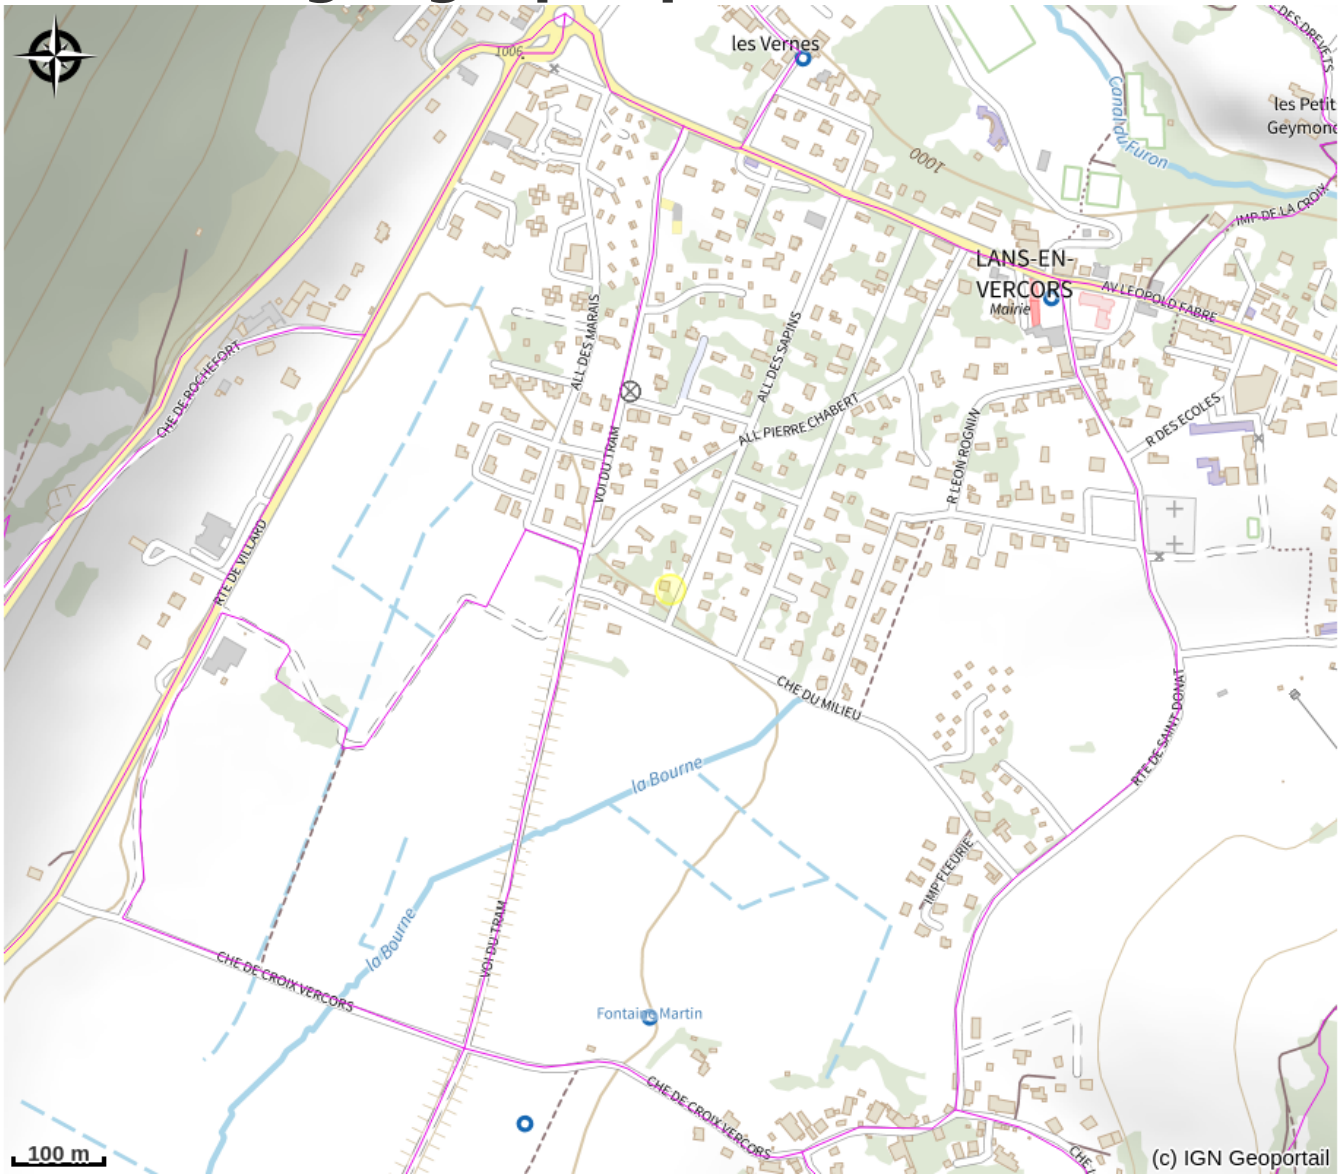 1006
les Vernes
C DES DREVETS
les Petit
Geymond
Canal du Furon
1000
IMP DE LA CROIX
LANS-EN-
VERCORS
Mairie
AV LEOPOLD FABRE
ALL DES MARAIS
ALL DES SAPINS
CHE DE ROCHEFORT
ALL PIERRE CHABERT
R DES ECOLES
R LEON ROGNIN
VOI DU TRAM
RTE DE VILLARD
CHE DU MILIEU
RTE DE SAINT-DONAT
la Bourne
IMP FLEURIE
la Bourne
VOI DU TRAM
CHE DE CROIX VERCORS
Fontaine Martin
CHE DE CROIX VERCORS
CHE
100 m
(c) IGN Geoportail